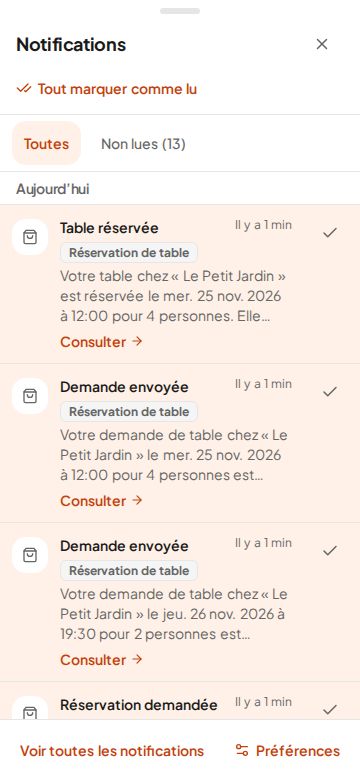 Notifications
Tout marquer comme lu
Toutes
Non lues (13)
Aujourd'hui
Table réservée
Il y a 1 min
Réservation de table
Votre table chez « Le Petit Jardin »
est réservée le mer. 25 nov. 2026
à 12:00 pour 4 personnes. Elle...
Consulter
Demande envoyée
Il y a 1 min
Réservation de table
Votre demande de table chez « Le
Petit Jardin » le mer. 25 nov. 2026
à 12:00 pour 4 personnes est...
Consulter
Demande envoyée
Il y a 1 min
Réservation de table
Votre demande de table chez « Le
Petit Jardin » le jeu. 26 nov. 2026 à
19:30 pour 2 personnes est...
Consulter
Réservation demandée
Il y a 1 min
Voir toutes les notifications
Préférences